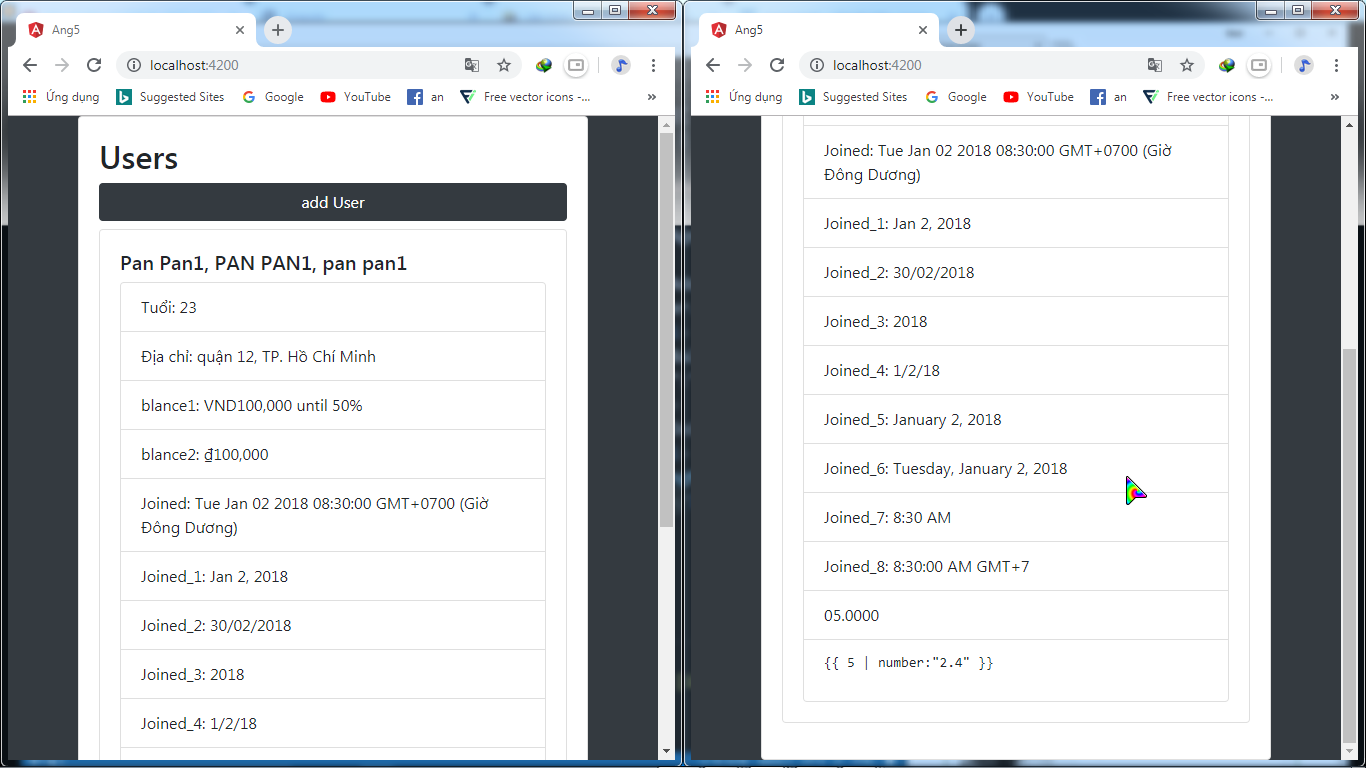 Ang5
localhost:4200
Ứng dụng Suggested Sites Google YouTube an Free vector icons -... »
Users
add User
Pan Pan1, PAN PAN1, pan pan1
Tuổi: 23
Địa chỉ: quận 12, TP. Hồ Chí Minh
blance1: VND100,000 until 50%
blance2: ₫100,000
Joined: Tue Jan 02 2018 08:30:00 GMT+0700 (Giờ
Đông Dương)
Joined_1: Jan 2, 2018
Joined_2: 30/02/2018
Joined_3: 2018
Joined_4: 1/2/18
Ang5
localhost:4200
Ứng dụng Suggested Sites Google YouTube an Free vector icons -... »
Joined: Tue Jan 02 2018 08:30:00 GMT+0700 (Giờ
Đông Dương)
Joined_1: Jan 2, 2018
Joined_2: 30/02/2018
Joined_3: 2018
Joined_4: 1/2/18
Joined_5: January 2, 2018
Joined_6: Tuesday, January 2, 2018
Joined_7: 8:30 AM
Joined_8: 8:30:00 AM GMT+7
05.0000
{{ 5 | number:"2.4" }}